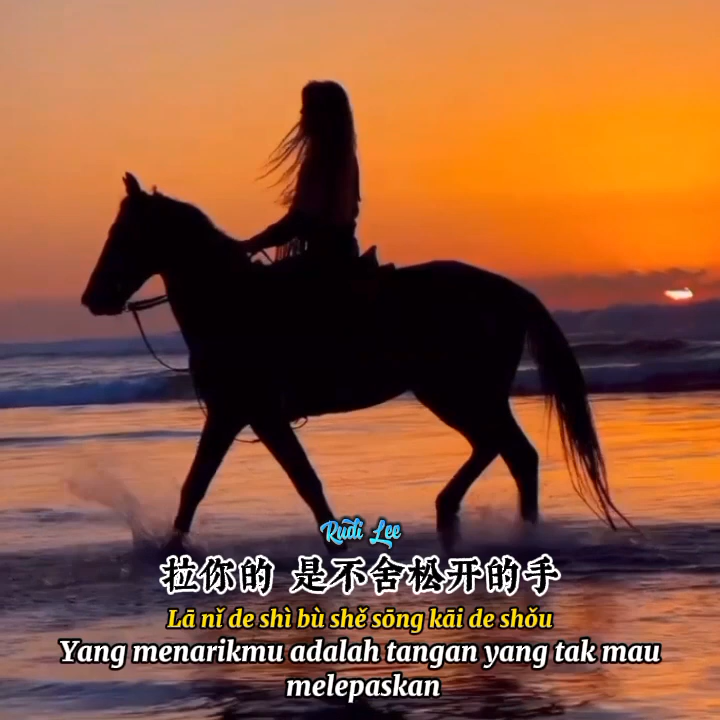 Rudi Lee
拉你的 是不舍松开的手
Lā nǐ de shì bù shě sōng kāi de shǒu
Yang menarikmu adalah tangan yang tak mau
melepaskan